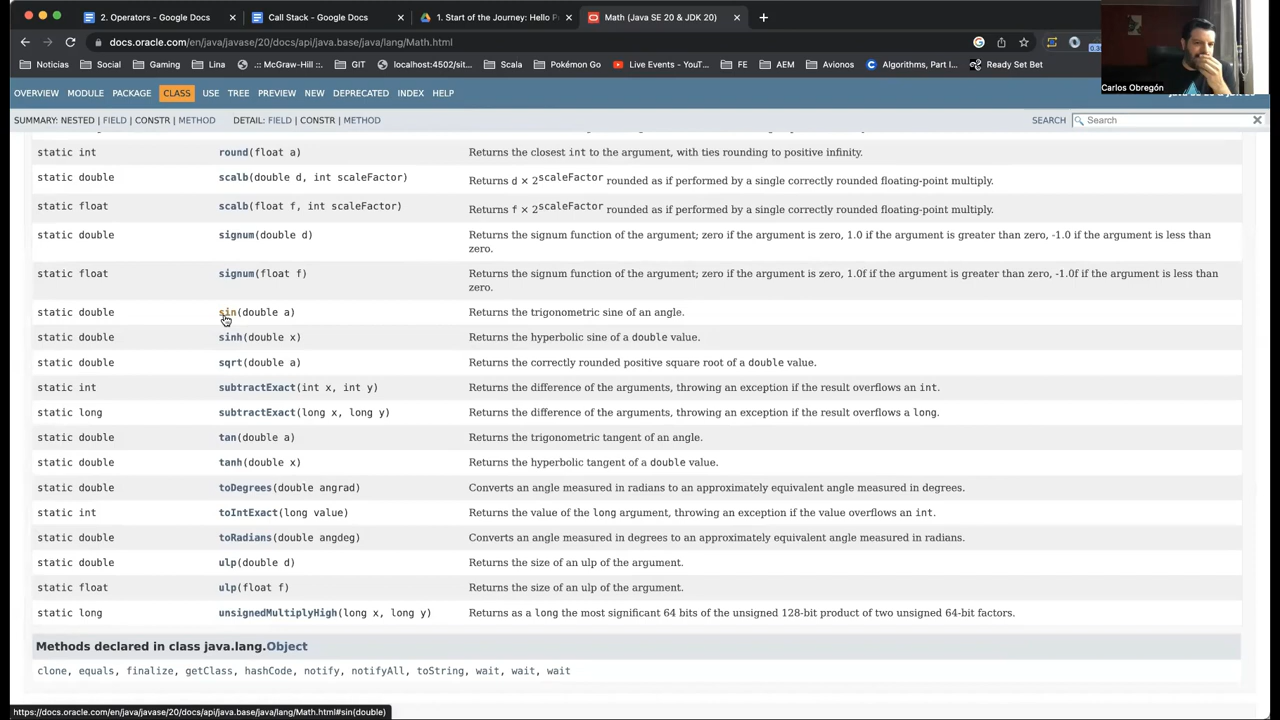 2. Operators - Google Docs
Call Stack - Google Docs
1. Start of the Journey: Hello P
Math (Java SE 20 & JDK 20)
docs.oracle.com/en/java/javase/20/docs/api/java.base/java/lang/Math.html
Noticias Social Gaming Lina .:: McGraw-Hill ::. GIT localhost:4502/sit... Scala Pokémon Go Live Events - YouTu... FE AEM Avionos Algorithms, Part I... Ready Set Bet
Carlos Obregón
OVERVIEW MODULE PACKAGE CLASS USE TREE PREVIEW NEW DEPRECATED INDEX HELP
SUMMARY: NESTED | FIELD | CONSTR | METHOD DETAIL: FIELD | CONSTR | METHOD SEARCH Search
static int round(float a) Returns the closest int to the argument, with ties rounding to positive infinity.
static double scalb(double d, int scaleFactor) Returns d × 2scaleFactor rounded as if performed by a single correctly rounded floating-point multiply.
static float scalb(float f, int scaleFactor) Returns f × 2scaleFactor rounded as if performed by a single correctly rounded floating-point multiply.
static double signum(double d) Returns the signum function of the argument; zero if the argument is zero, 1.0 if the argument is greater than zero, -1.0 if the argument is less than
zero.
static float signum(float f) Returns the signum function of the argument; zero if the argument is zero, 1.0f if the argument is greater than zero, -1.0f if the argument is less than
zero.
static double sin(double a) Returns the trigonometric sine of an angle.
static double sinh(double x) Returns the hyperbolic sine of a double value.
static double sqrt(double a) Returns the correctly rounded positive square root of a double value.
static int subtractExact(int x, int y) Returns the difference of the arguments, throwing an exception if the result overflows an int.
static long subtractExact(long x, long y) Returns the difference of the arguments, throwing an exception if the result overflows a long.
static double tan(double a) Returns the trigonometric tangent of an angle.
static double tanh(double x) Returns the hyperbolic tangent of a double value.
static double toDegrees(double angrad) Converts an angle measured in radians to an approximately equivalent angle measured in degrees.
static int toIntExact(long value) Returns the value of the long argument, throwing an exception if the value overflows an int.
static double toRadians(double angdeg) Converts an angle measured in degrees to an approximately equivalent angle measured in radians.
static double ulp(double d) Returns the size of an ulp of the argument.
static float ulp(float f) Returns the size of an ulp of the argument.
static long unsignedMultiplyHigh(long x, long y) Returns as a long the most significant 64 bits of the unsigned 128-bit product of two unsigned 64-bit factors.
Methods declared in class java.lang.Object
clone, equals, finalize, getClass, hashCode, notify, notifyAll, toString, wait, wait, wait
https://docs.oracle.com/en/java/javase/20/docs/api/java.base/java/lang/Math.html#sin(double)